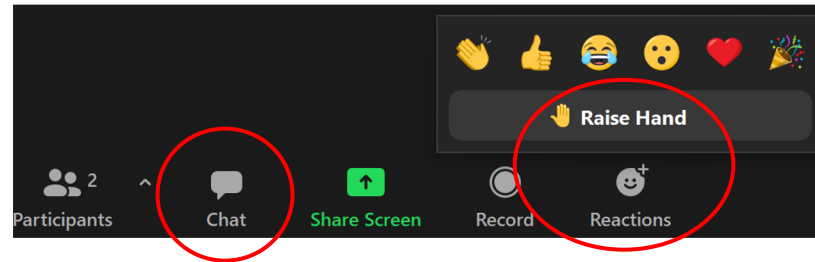 Raise Hand
2
Participants
Chat
Share Screen
Record
Reactions